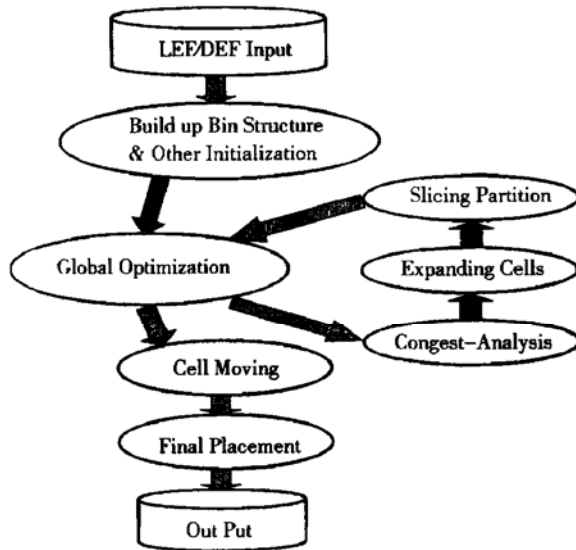 LEF/DEF Input
Build up Bin Structure
& Other Initialization
Slicing Partition
Global Optimization
Expanding Cells
Congest-Analysis
Cell Moving
Final Placement
Out Put